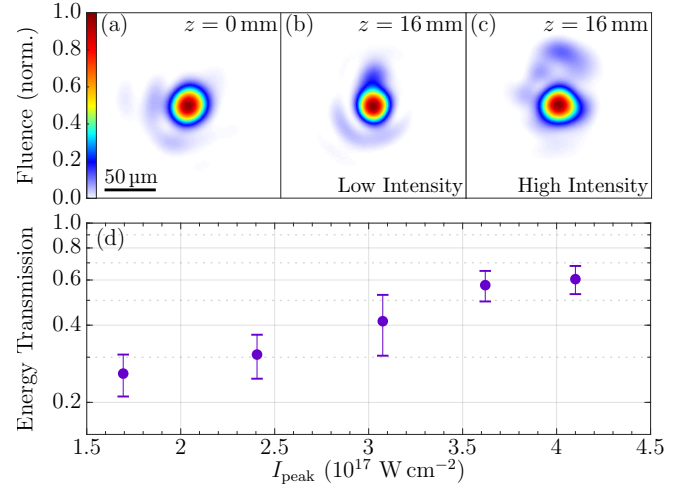 (a) z = 0 mm
(b) z = 16 mm
Low Intensity
(c) z = 16 mm
High Intensity
50 µm
Fluence (norm.)
1.0
0.8
0.6
0.4
0.2
0.0
(d)
Energy Transmission
1.0
0.8
0.6
0.4
0.2
1.5 2 2.5 3 3.5 4 4.5
I_peak (10^17 W cm^−2)